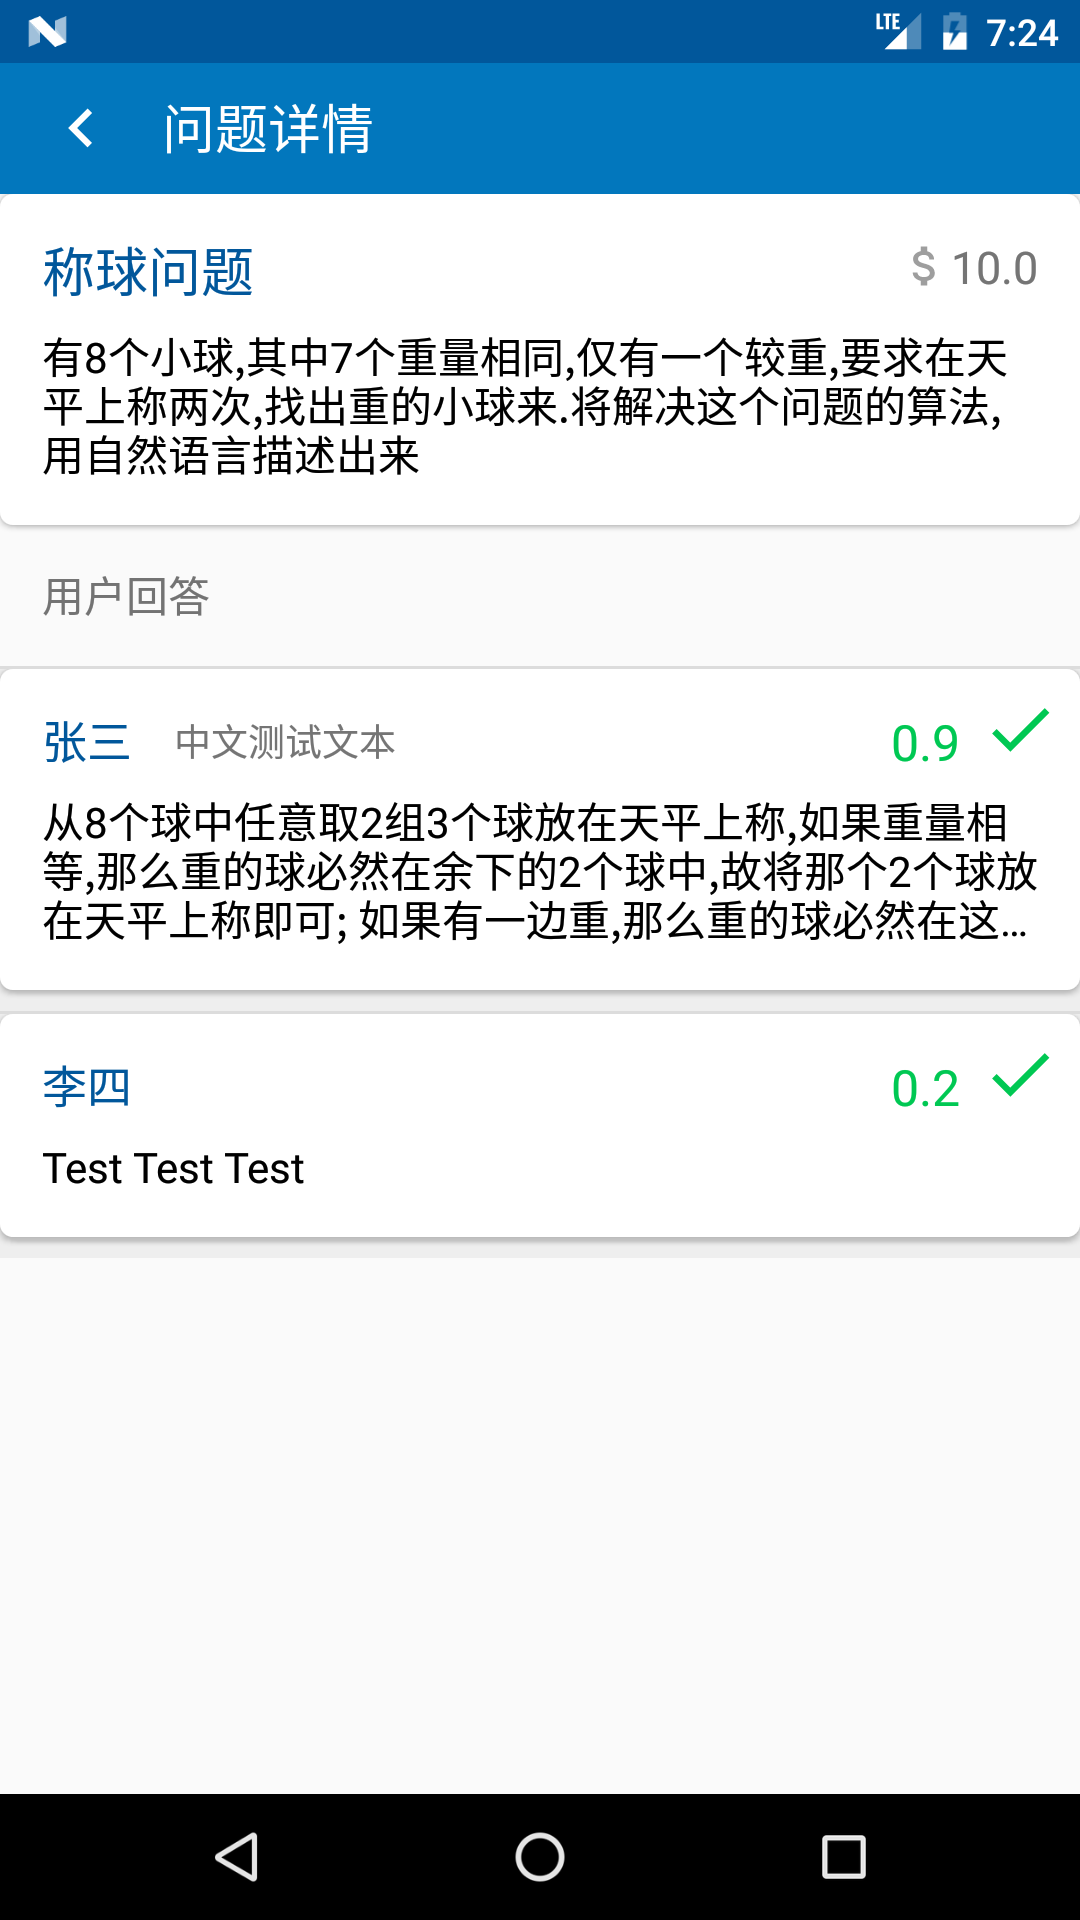 LTE 7:24
问题详情
称球问题 $ 10.0
有8个小球,其中7个重量相同,仅有一个较重,要求在天
平上称两次,找出重的小球来.将解决这个问题的算法,
用自然语言描述出来
用户回答
张三 中文测试文本 0.9
从8个球中任意取2组3个球放在天平上称,如果重量相
等,那么重的球必然在余下的2个球中,故将那个2个球放
在天平上称即可; 如果有一边重,那么重的球必然在这...
李四 0.2
Test Test Test